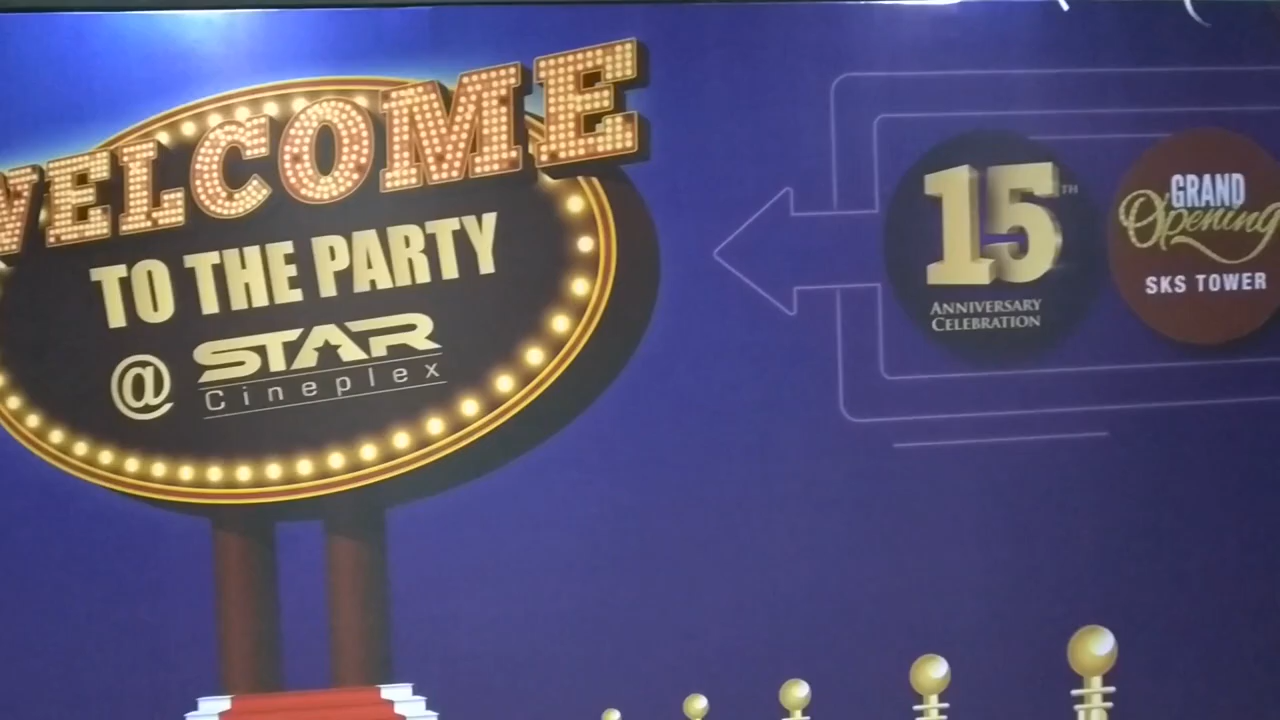 WELCOME
TO THE PARTY
@ STAR
Cineplex
15TH
ANNIVERSARY
CELEBRATION
GRAND
Opening
SKS TOWER